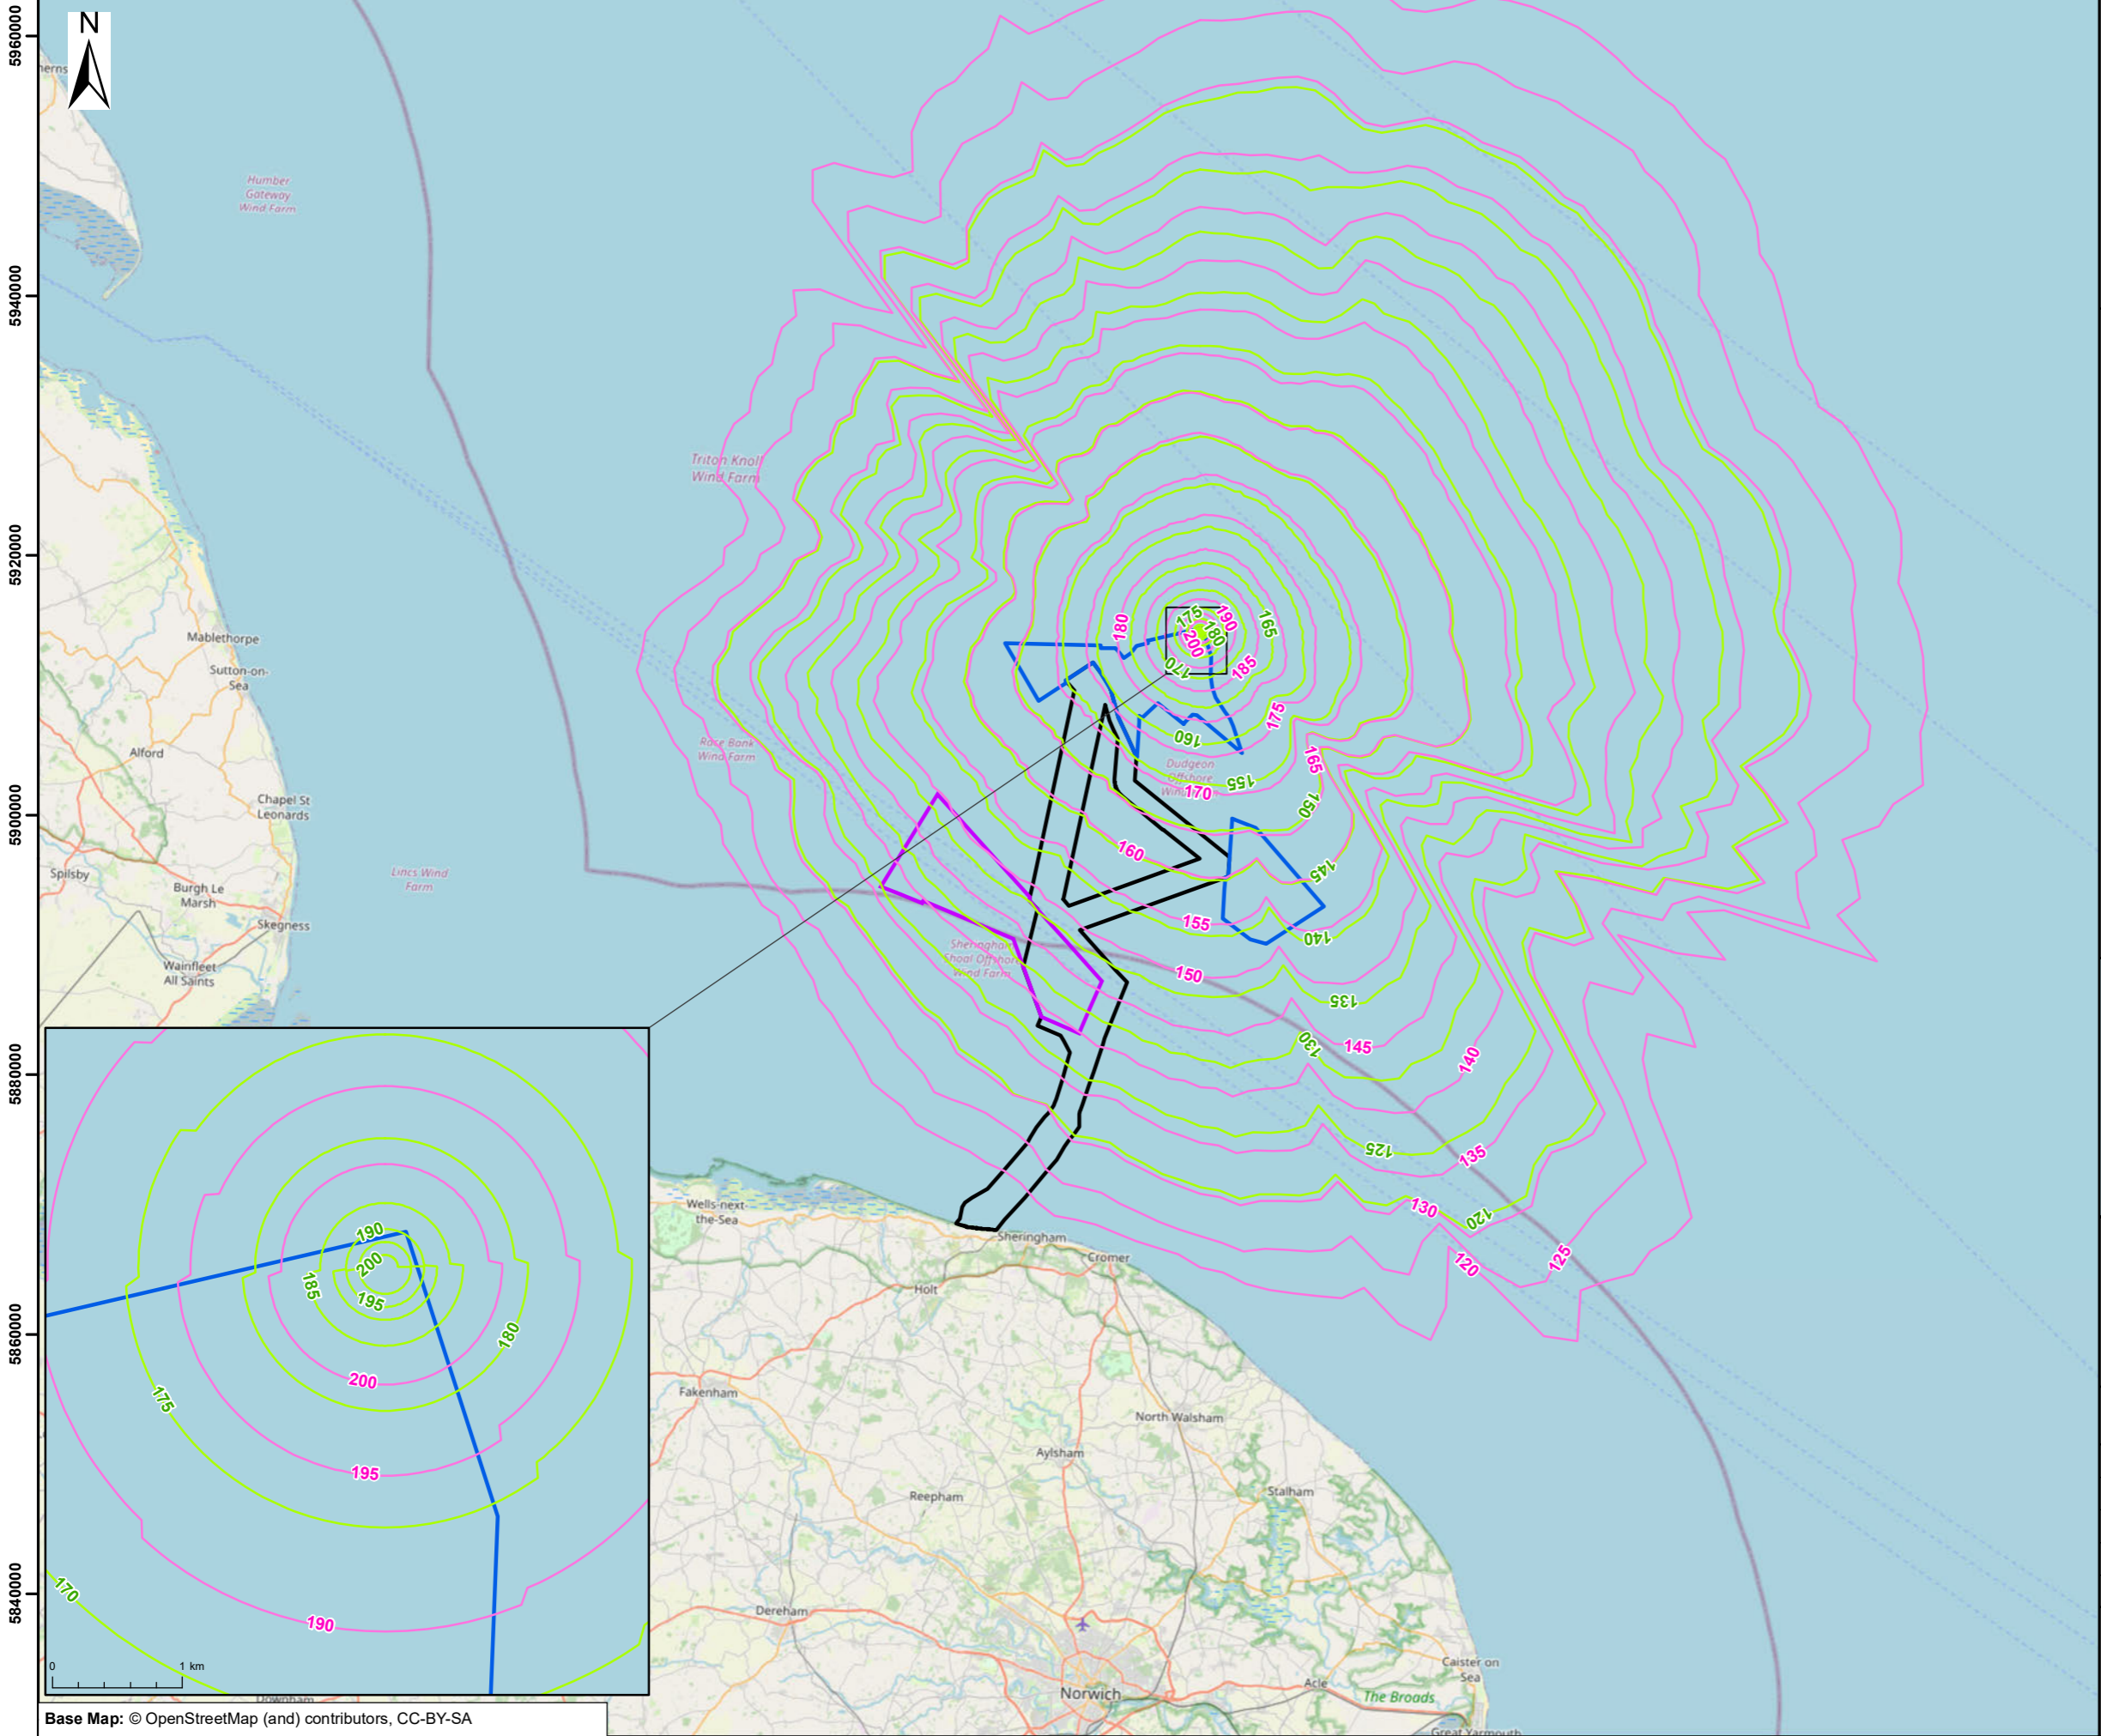 N
5960000
5940000
5920000
5900000
5880000
5860000
5840000
Humber
Gateway
Wind Farm
Triton Knoll
Wind Farm
Race Bank
Wind Farm
Lincs Wind
Farm
Dudgeon
Offshore
Sheringham
Shoal Offshore
Wind Farm
Mablethorpe
Sutton-on-
Sea
Alford
Chapel St
Leonards
Spilsby
Burgh Le
Marsh
Skegness
Wainfleet
All Saints
180
175
190
180
200
165
170
185
175
160
165
155
170
150
160
145
155
140
150
135
130
145
140
125
135
130
120
125
120
Wells-next-
the-Sea
Sheringham
Cromer
Holt
Fakenham
North Walsham
Aylsham
Reepham
Stalham
Dereham
Norwich
Acle
The Broads
Caister on
Sea
Great Yarmouth
190
200
185
195
180
200
175
195
170
190
0 1 km
Downham
Base Map: © OpenStreetMap (and) contributors, CC-BY-SA